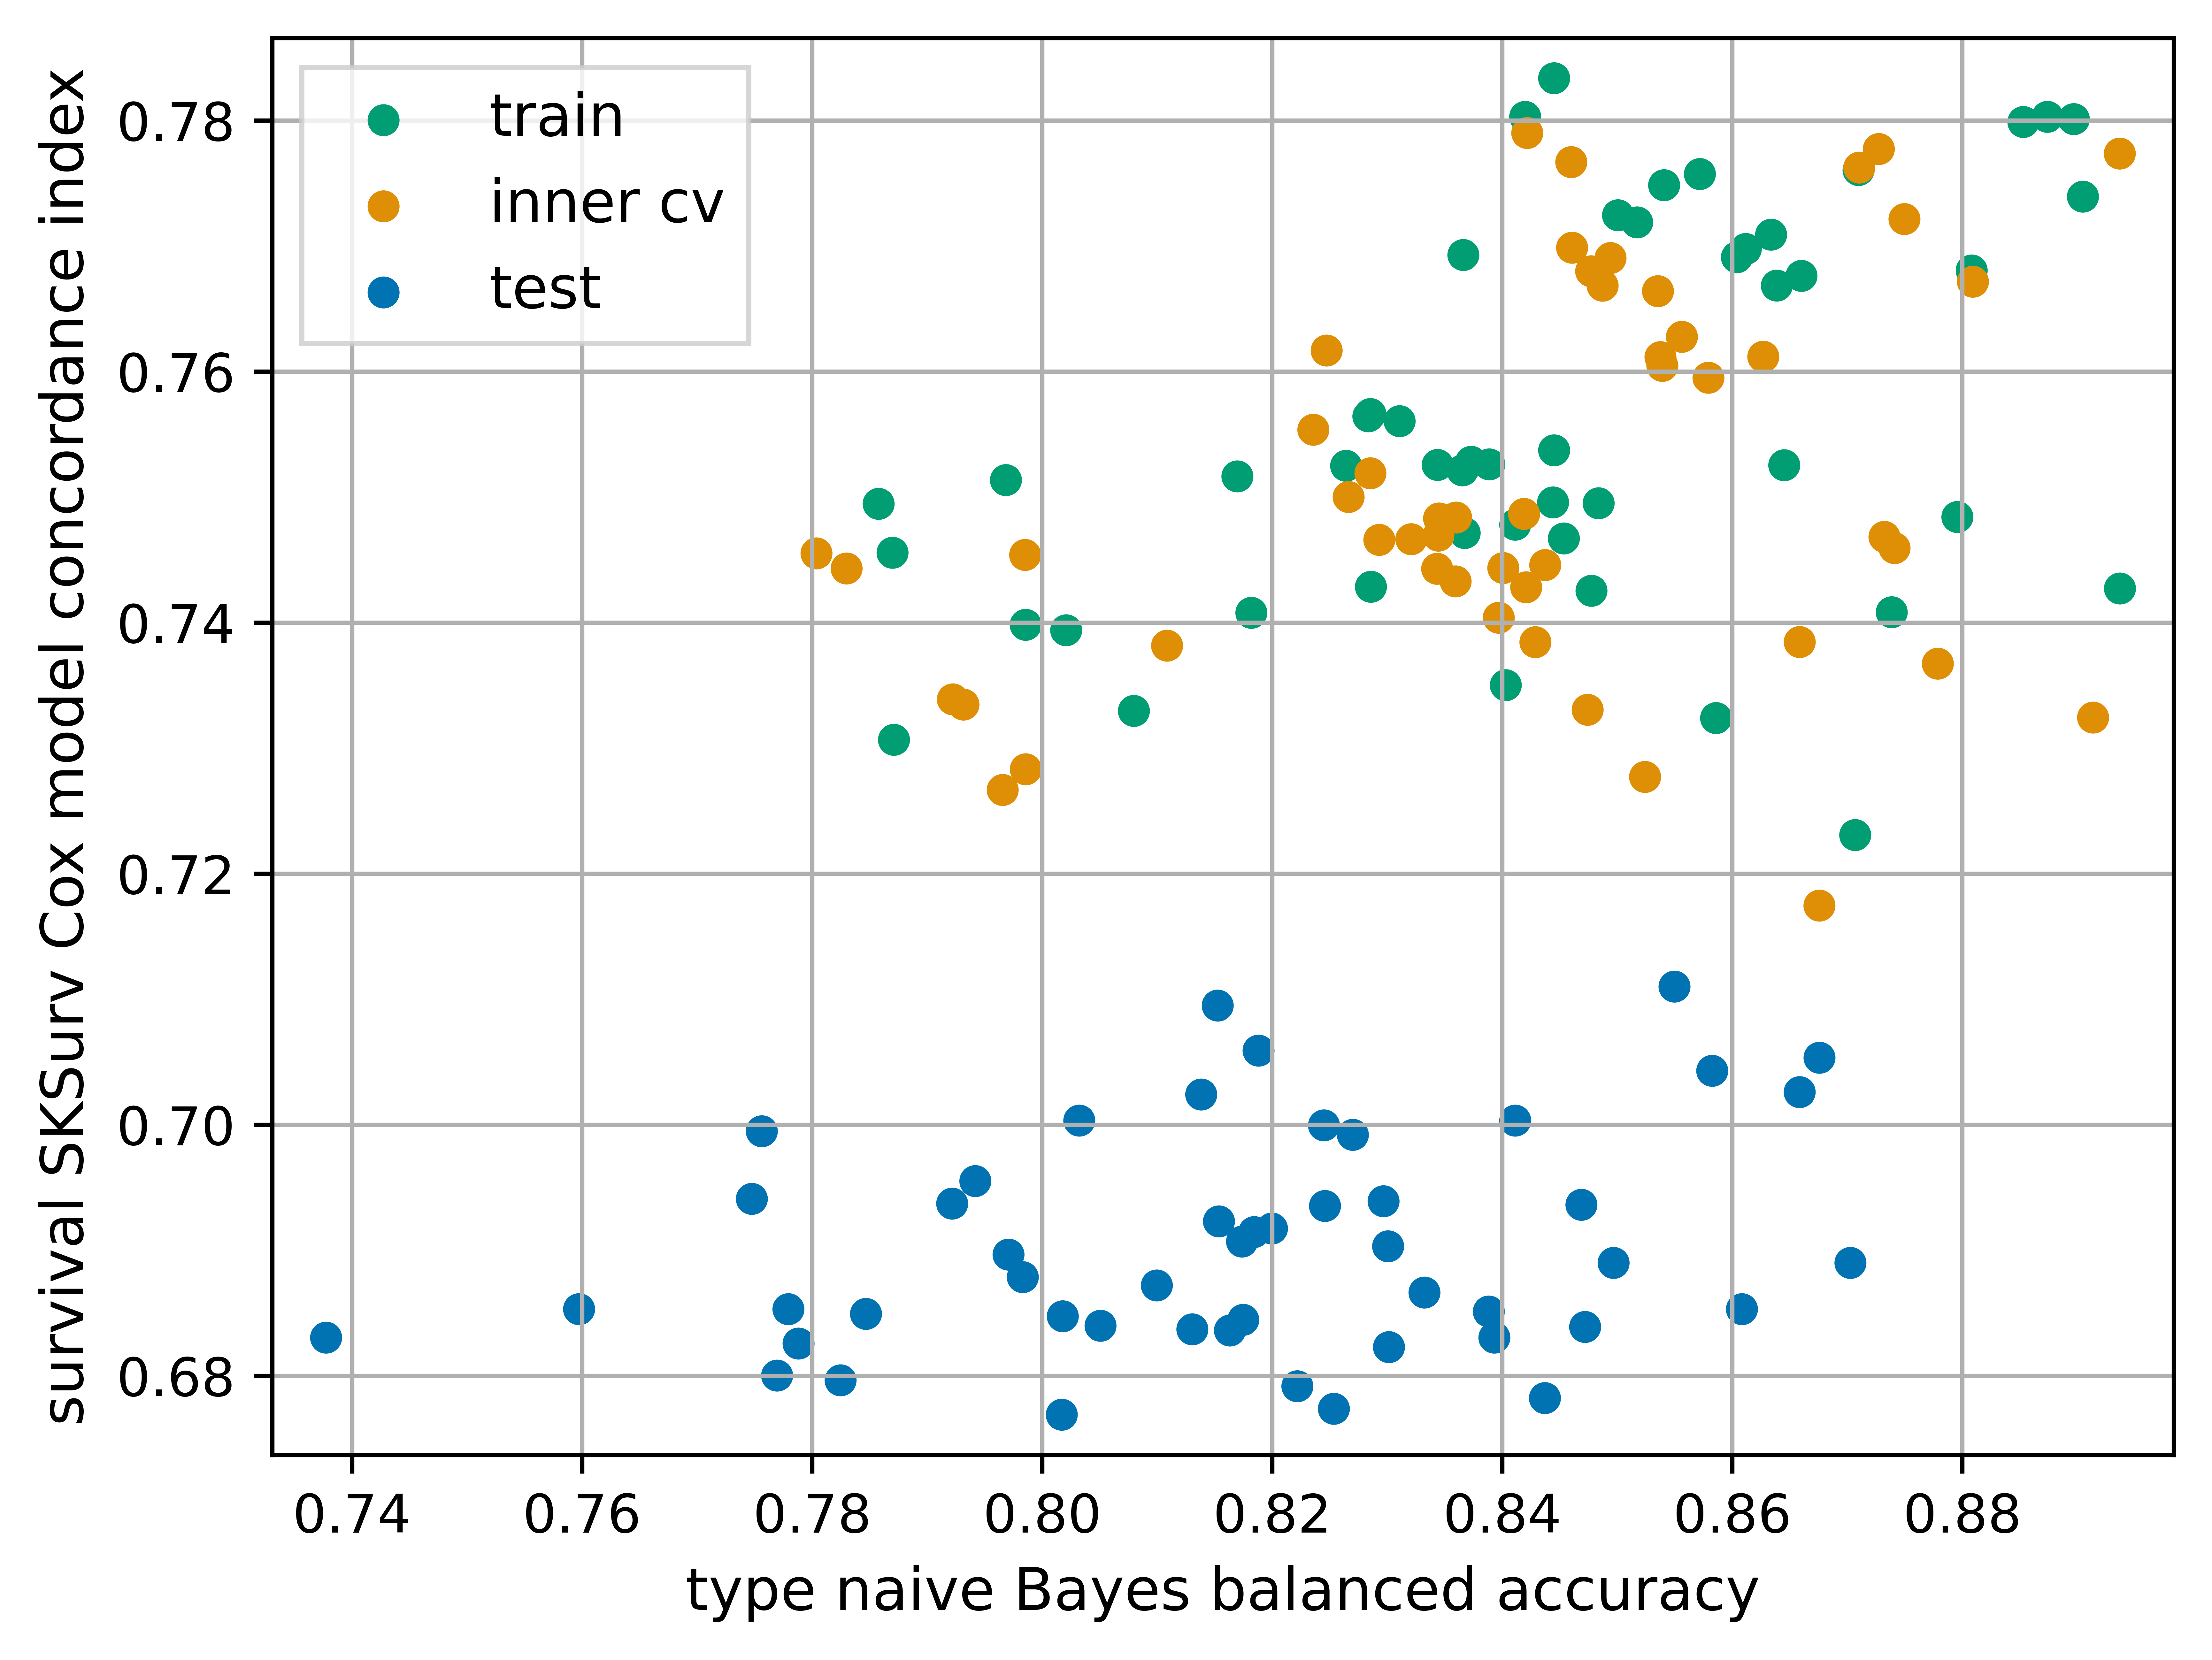 train
inner cv
test
survival SKSurv Cox model concordance index
0.78
0.76
0.74
0.72
0.70
0.68
0.74 0.76 0.78 0.80 0.82 0.84 0.86 0.88
type naive Bayes balanced accuracy